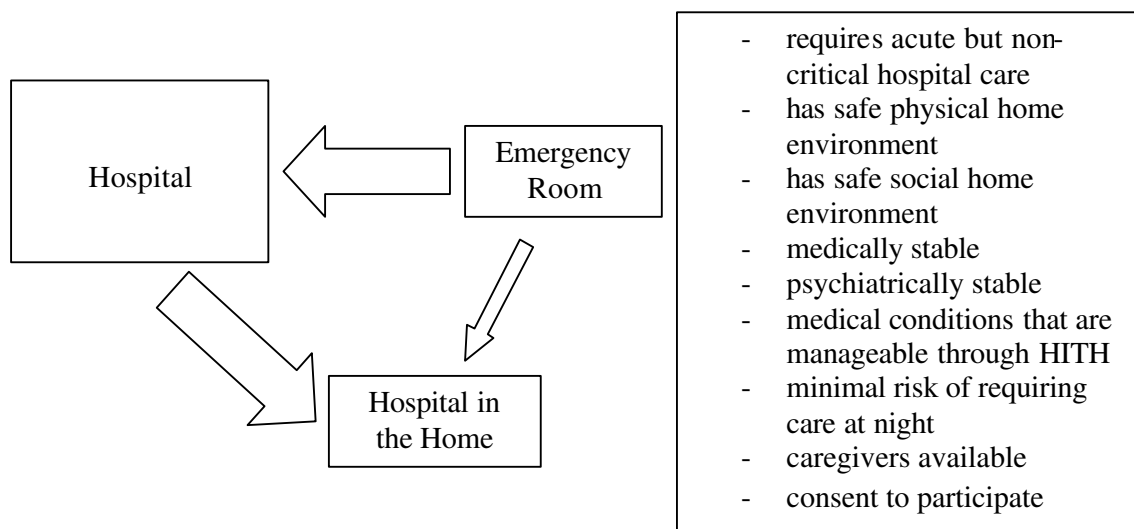 Hospital
Emergency
Room
Hospital in
the Home
- requires acute but non-
critical hospital care
- has safe physical home
environment
- has safe social home
environment
- medically stable
- psychiatrically stable
- medical conditions that are
manageable through HITH
- minimal risk of requiring
care at night
- caregivers available
- consent to participate